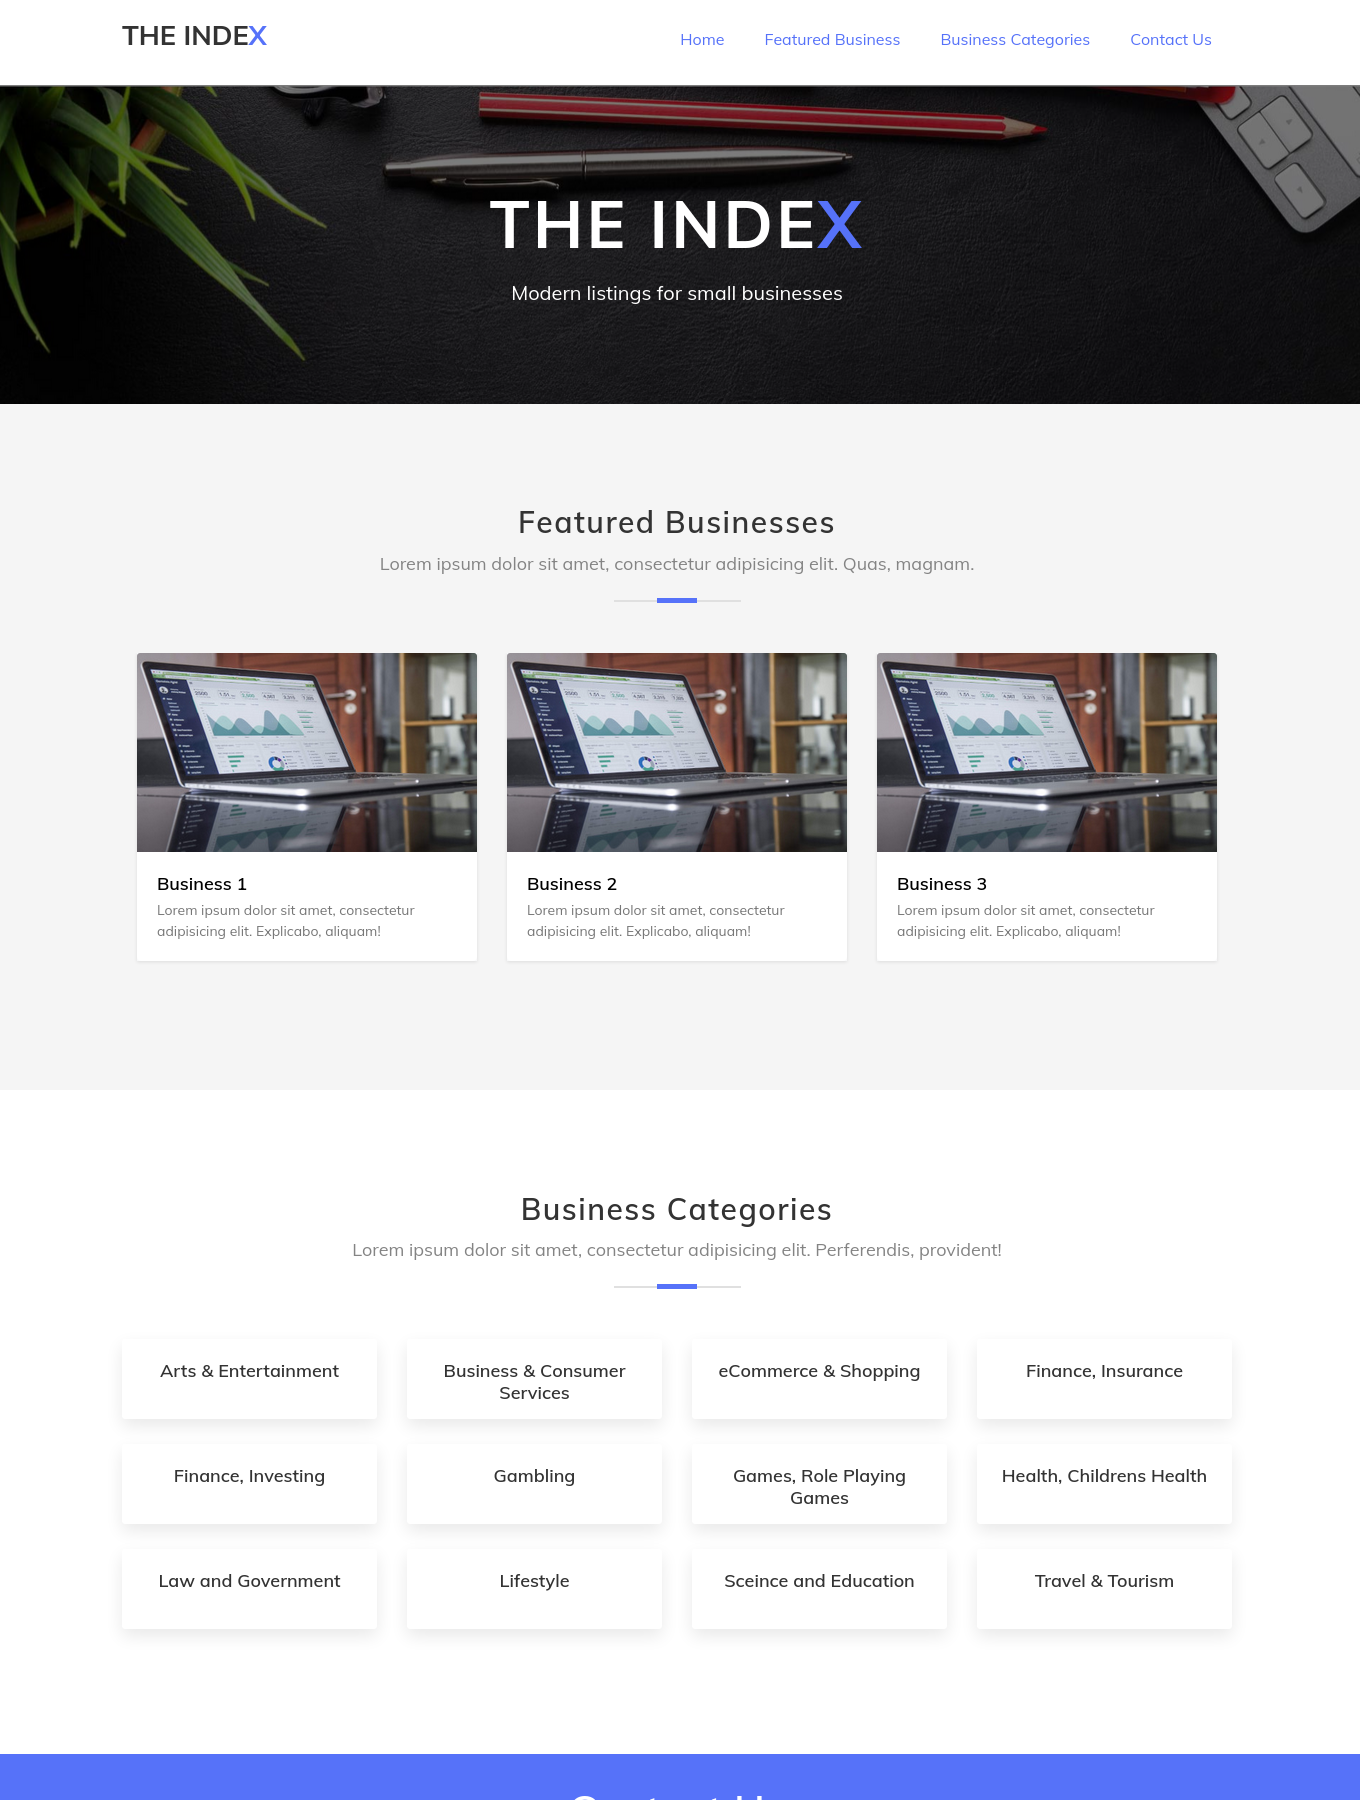 THE INDEX
Home
Featured Business
Business Categories
Contact Us
THE INDEX
Modern listings for small businesses
Featured Businesses
Lorem ipsum dolor sit amet, consectetur adipisicing elit. Quas, magnam.
Business 1
Lorem ipsum dolor sit amet, consectetur
adipisicing elit. Explicabo, aliquam!
Business 2
Lorem ipsum dolor sit amet, consectetur
adipisicing elit. Explicabo, aliquam!
Business 3
Lorem ipsum dolor sit amet, consectetur
adipisicing elit. Explicabo, aliquam!
Business Categories
Lorem ipsum dolor sit amet, consectetur adipisicing elit. Perferendis, provident!
Arts & Entertainment
Business & Consumer
Services
eCommerce & Shopping
Finance, Insurance
Finance, Investing
Gambling
Games, Role Playing
Games
Health, Childrens Health
Law and Government
Lifestyle
Sceince and Education
Travel & Tourism